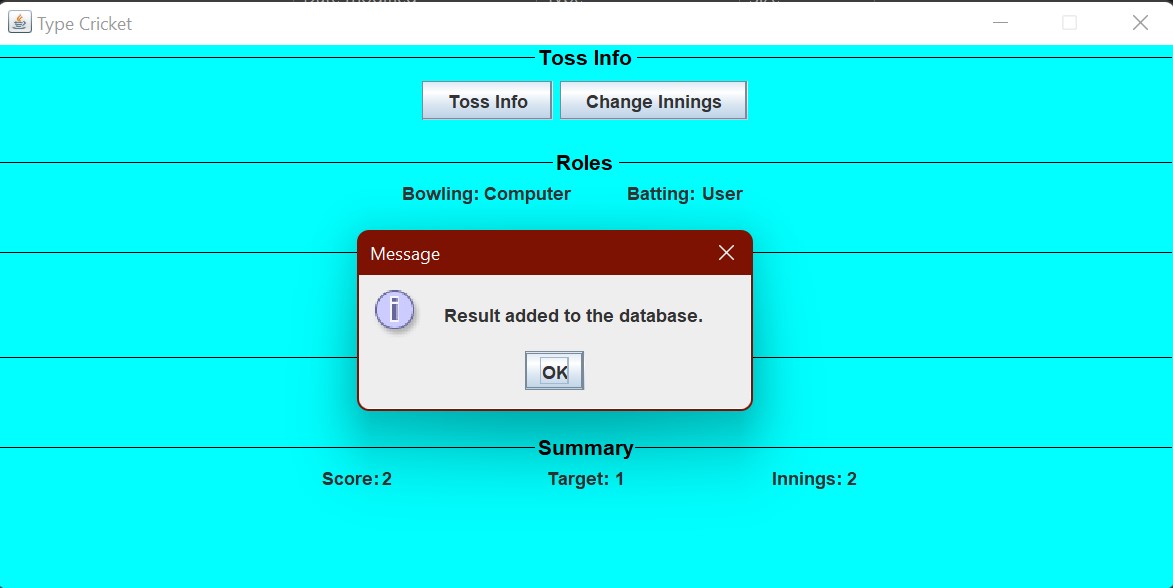 Type Cricket
Toss Info
Toss Info Change Innings
Roles
Bowling: Computer Batting: User
Message
Result added to the database.
OK
Summary
Score: 2 Target: 1 Innings: 2